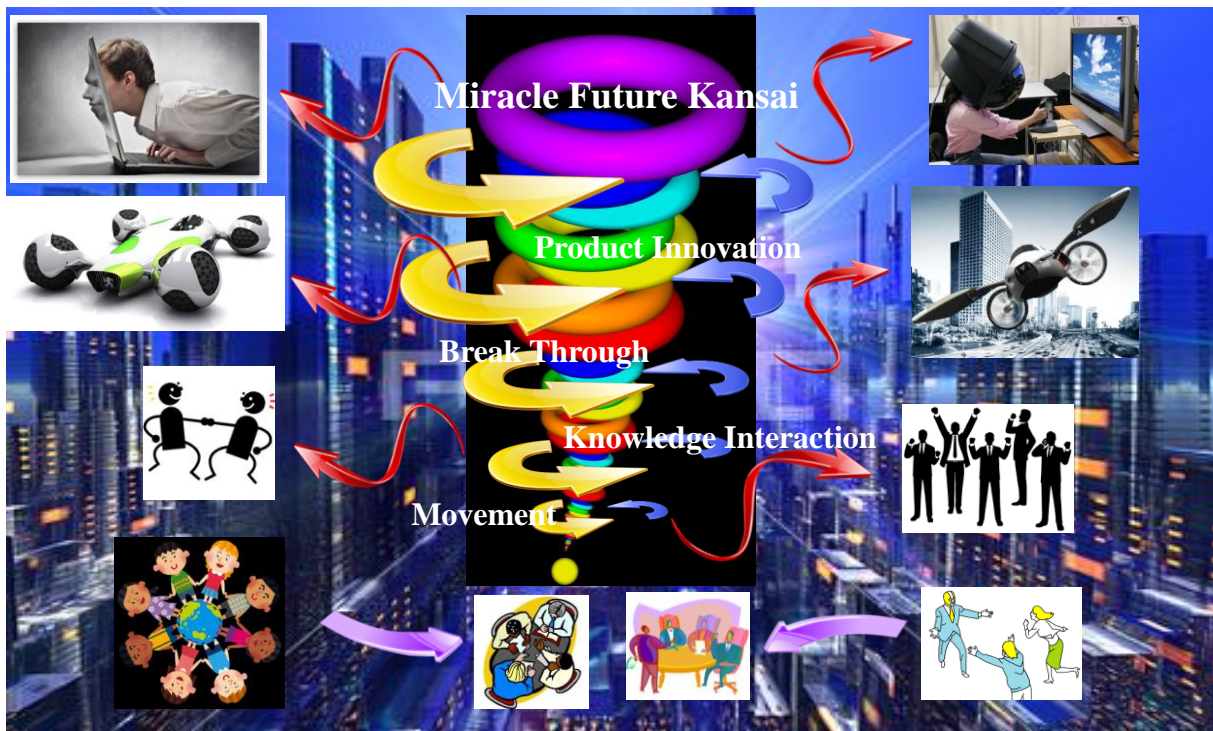 Miracle Future Kansai
Product Innovation
Break Through
Knowledge Interaction
Movement